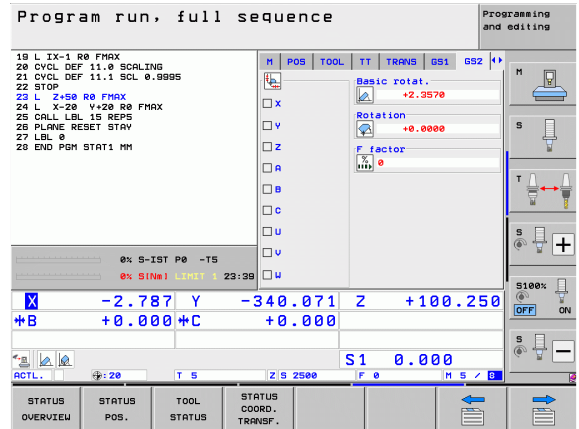 Program run, full sequence
Programming
and editing
19 L IX-1 R0 FMAX
20 CYCL DEF 11.0 SCALING
21 CYCL DEF 11.1 SCL 0.9995
22 STOP
23 L Z+50 R0 FMAX
24 L X-20 Y+20 R0 FMAX
25 CALL LBL 15 REP5
26 PLANE RESET STAY
27 LBL 0
28 END PGM STAT1 MM
M POS TOOL TT TRANS GS1 GS2
X
Y
Z
A
B
C
U
V
W
Basic rotat.
+2.3570
Rotation
+0.0000
F factor
%
0
0% S-IST P0 -T5
0% S[Nm] LIMIT 1 23:39
X -2.787 Y -340.071 Z +100.250
B +0.000 C +0.000
S1 0.000
ACTL. : 20 T 5 Z S 2500 F 0 M 5 / 8
M
S
T
S
S100%
OFF ON
S
STATUS
OVERVIEW
STATUS
POS.
TOOL
STATUS
STATUS
COORD.
TRANSF.